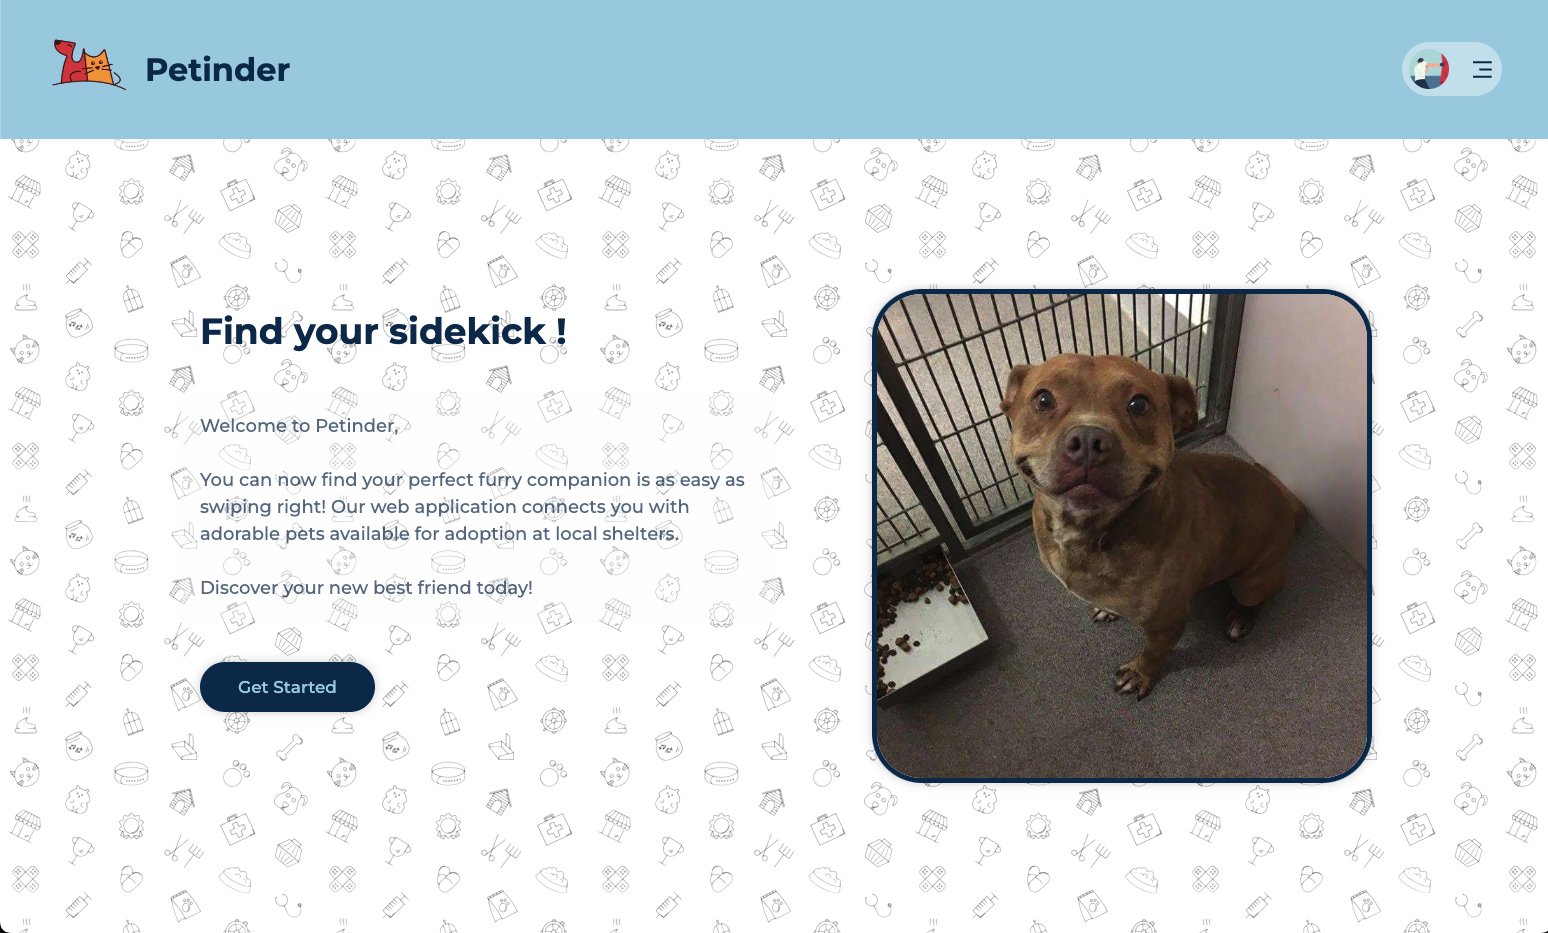 Petinder
Find your sidekick !
Welcome to Petinder,
You can now find your perfect furry companion is as easy as
swiping right! Our web application connects you with
adorable pets available for adoption at local shelters.
Discover your new best friend today!
Get Started